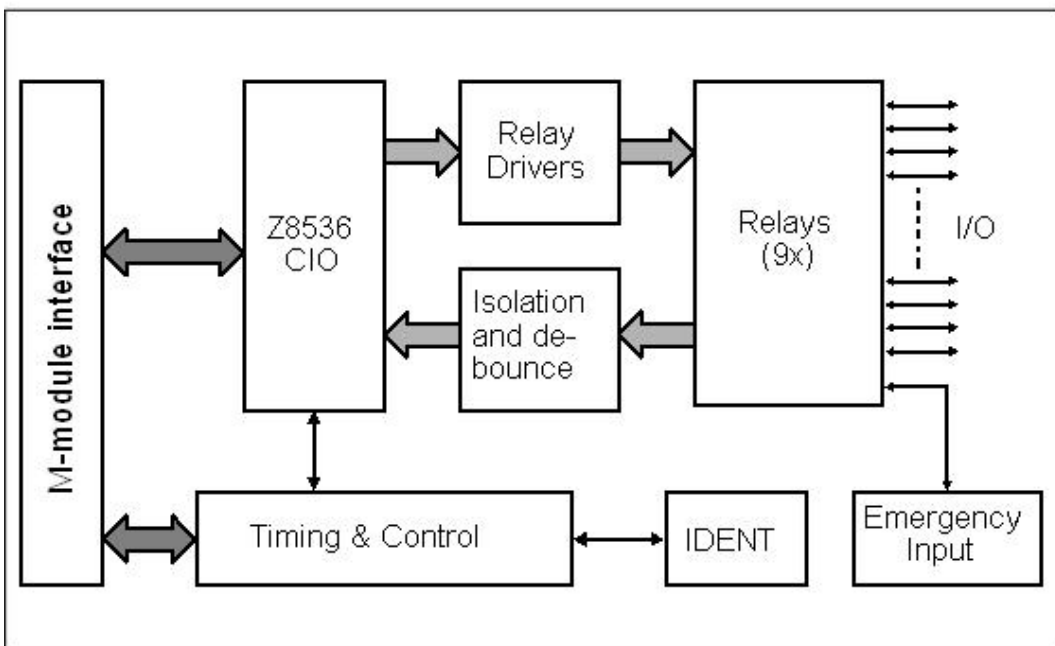 M-module interface
Z8536
CIO
Relay
Drivers
Isolation
and de-
bounce
Relays
(9x)
I/O
Timing & Control
IDENT
Emergency
Input